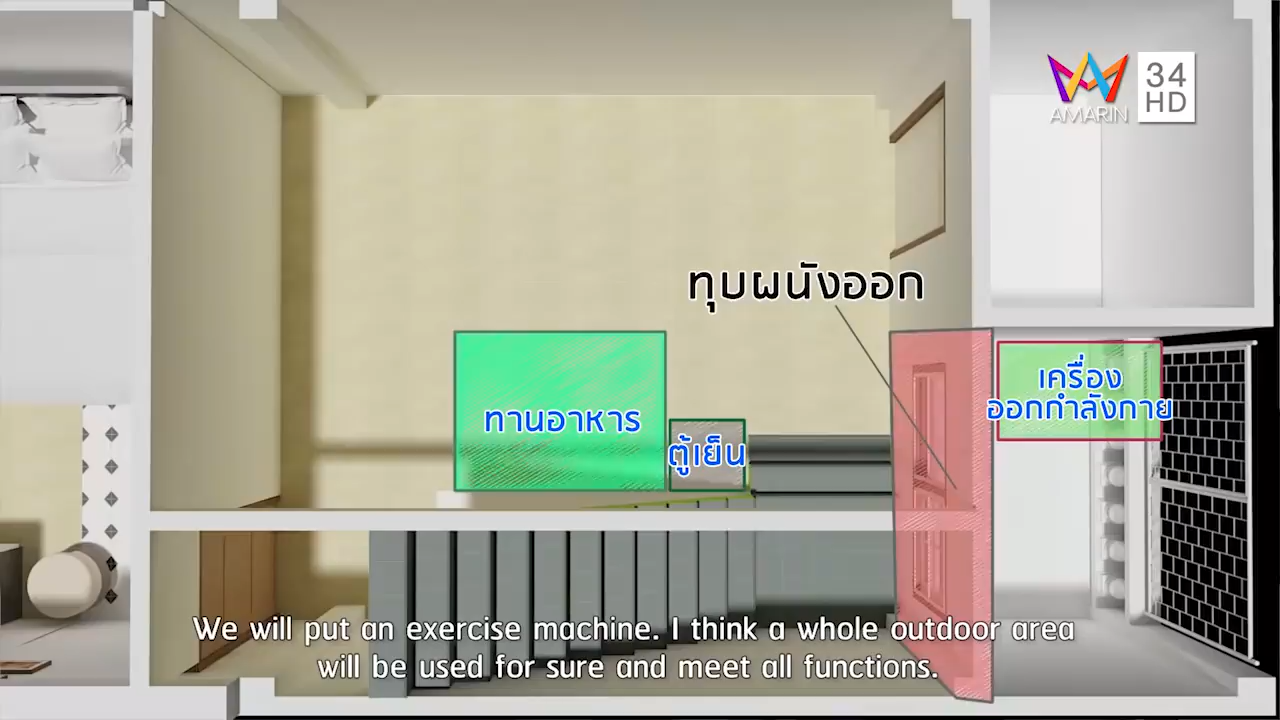 AMARIN
34
HD
ทุบผนังออก
เครื่อง
ออกกำลังกาย
ทานอาหาร
ตู้เย็น
We will put an exercise machine. I think a whole outdoor area
will be used for sure and meet all functions.